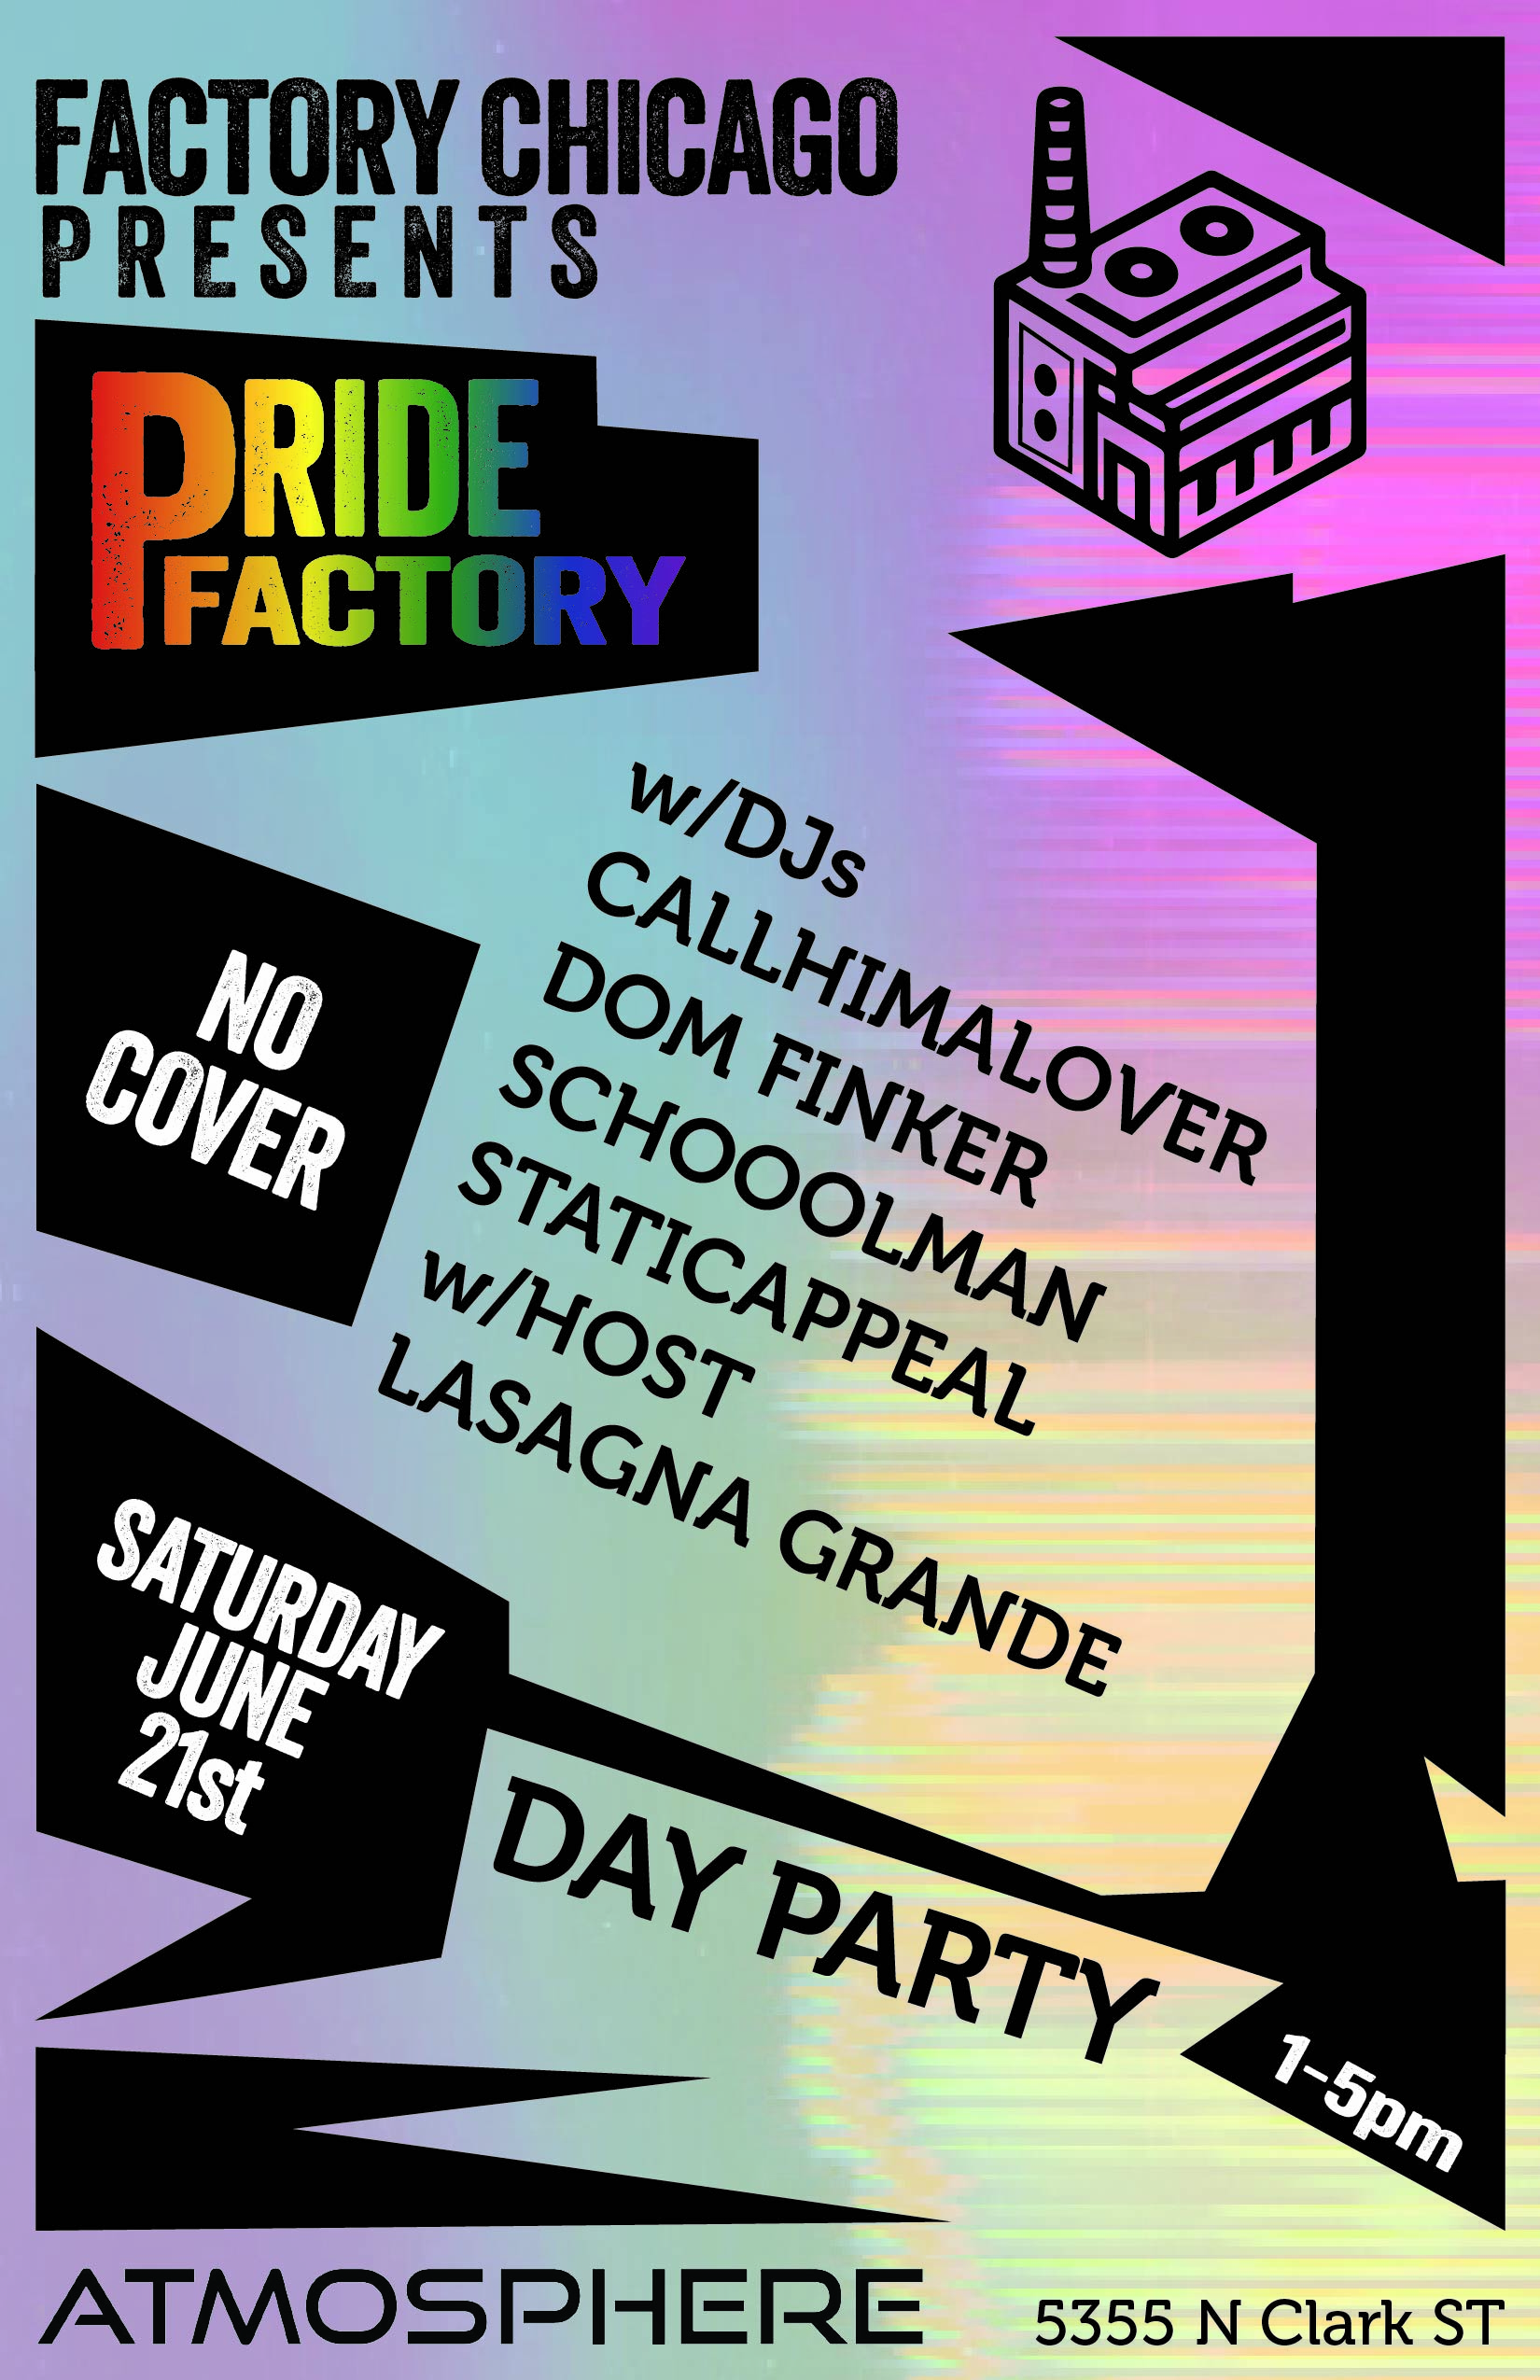 FACTORY CHICAGO
PRESENTS
PRIDE
FACTORY
w/DJs
CALLHIMALOVER
DOM FINKER
SCHOOOLMAN
STATICAPPEAL
w/HOST
LASAGNA GRANDE
NO
COVER
SATURDAY
JUNE
21st
DAY PARTY
1-5pm
ATMOSPHERE
5355 N Clark ST